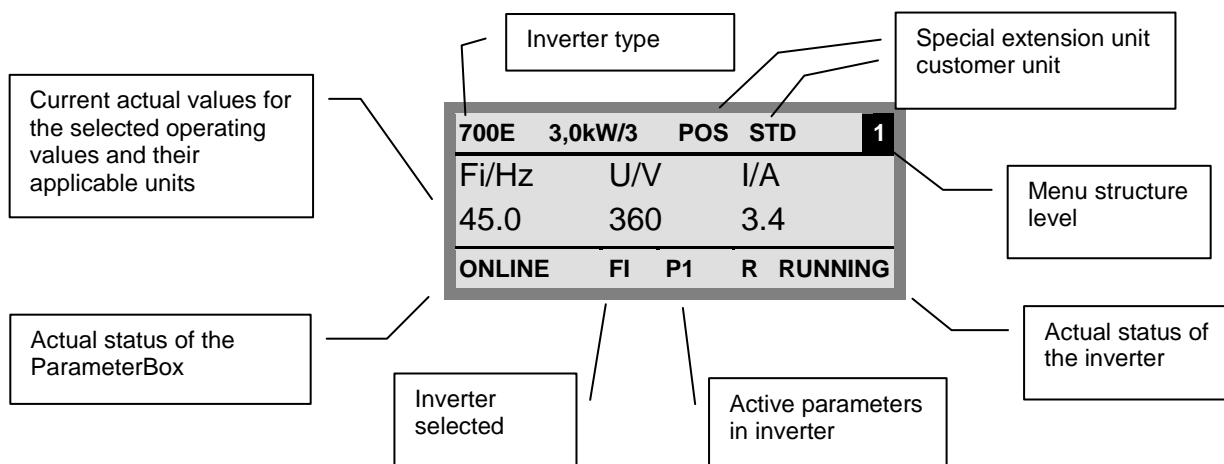 Inverter type
Special extension unit
customer unit
Current actual values for
the selected operating
values and their
applicable units
700E 3,0kW/3 POS STD 1
Fi/Hz U/V I/A
45.0 360 3.4
ONLINE FI P1 R RUNNING
Menu structure
level
Actual status of the
ParameterBox
Inverter
selected
Active parameters
in inverter
Actual status of
the inverter